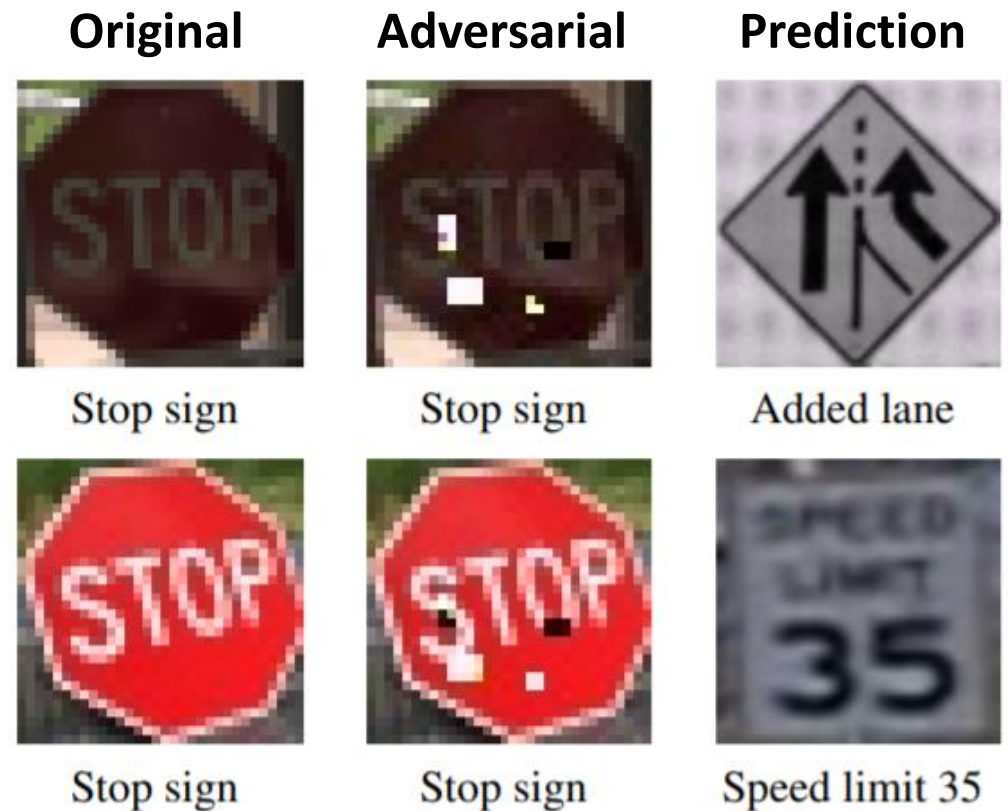 Original Adversarial Prediction
STOP STOP
Stop sign Stop sign Added lane
STOP STOP SPEED
LIMIT
35
Stop sign Stop sign Speed limit 35